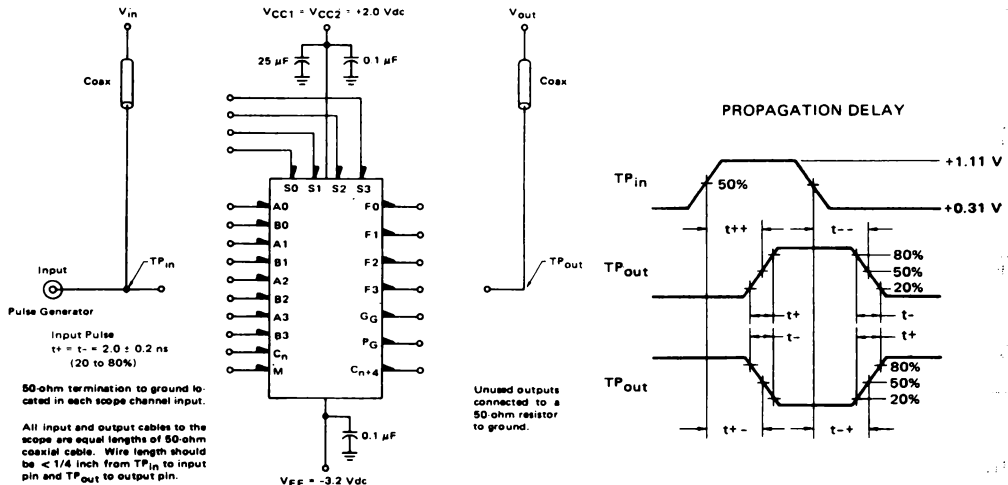 Vin
VCC1 = VCC2 = +2.0 Vdc
Vout
25 µF
0.1 µF
Coax
Coax
S0 S1 S2 S3
A0
B0
A1
B1
A2
B2
A3
B3
Cn
M
F0
F1
F2
F3
GG
PG
Cn+4
Input
TPin
Pulse Generator
Input Pulse
t+ = t- = 2.0 ± 0.2 ns
(20 to 80%)
50-ohm termination to ground lo-
cated in each scope channel input.
All input and output cables to the
scope are equal lengths of 50-ohm
coaxial cable. Wire length should
be < 1/4 inch from TPin to input
pin and TPout to output pin.
0.1 µF
VEE = -3.2 Vdc
TPout
Unused outputs
connected to a
50-ohm resistor
to ground.
PROPAGATION DELAY
TPin
50%
+1.11 V
+0.31 V
t++
t--
TPout
80%
50%
20%
t+
t-
t-
t+
TPout
80%
50%
20%
t+-
t-+